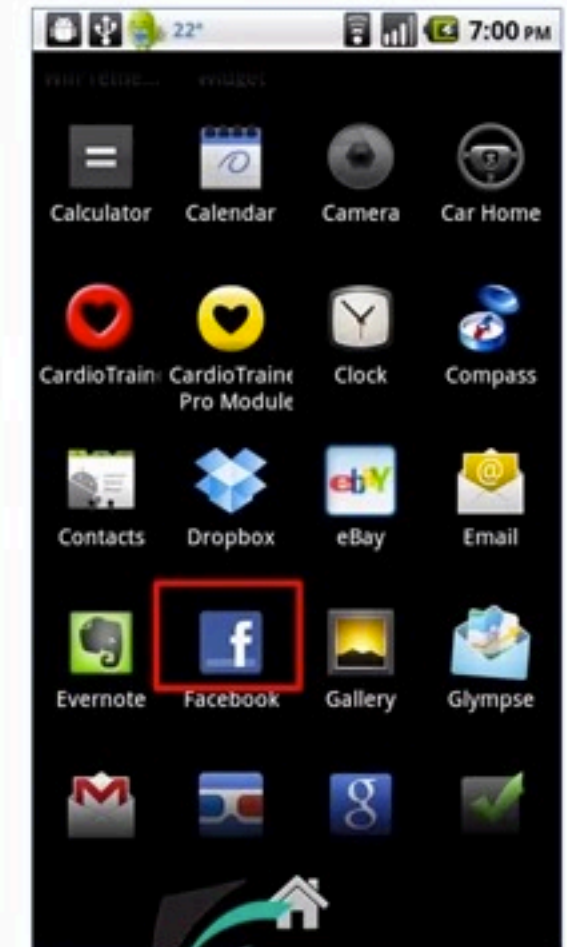 22° 7:00 PM
Calculator Calendar Camera Car Home
CardioTraine CardioTraine Clock Compass
Pro Module
Contacts Dropbox eBay Email
Evernote Facebook Gallery Glympse